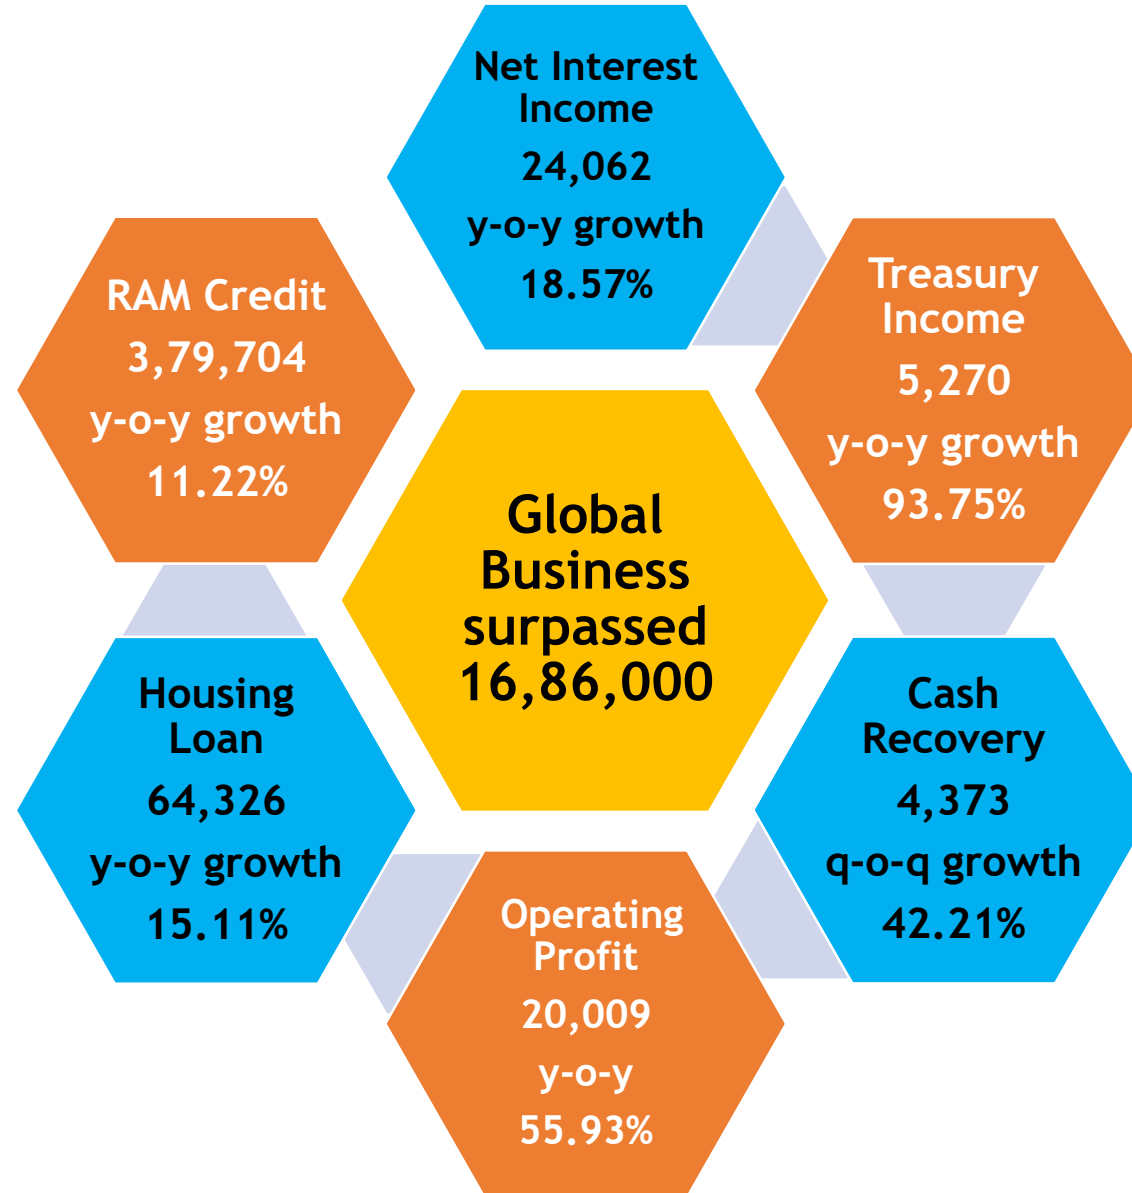 Net Interest
Income
24,062
y-o-y growth
18.57%
Treasury
Income
5,270
y-o-y growth
93.75%
RAM Credit
3,79,704
y-o-y growth
11.22%
Global
Business
surpassed
16,86,000
Housing
Loan
64,326
y-o-y growth
15.11%
Cash
Recovery
4,373
q-o-q growth
42.21%
Operating
Profit
20,009
y-o-y
55.93%